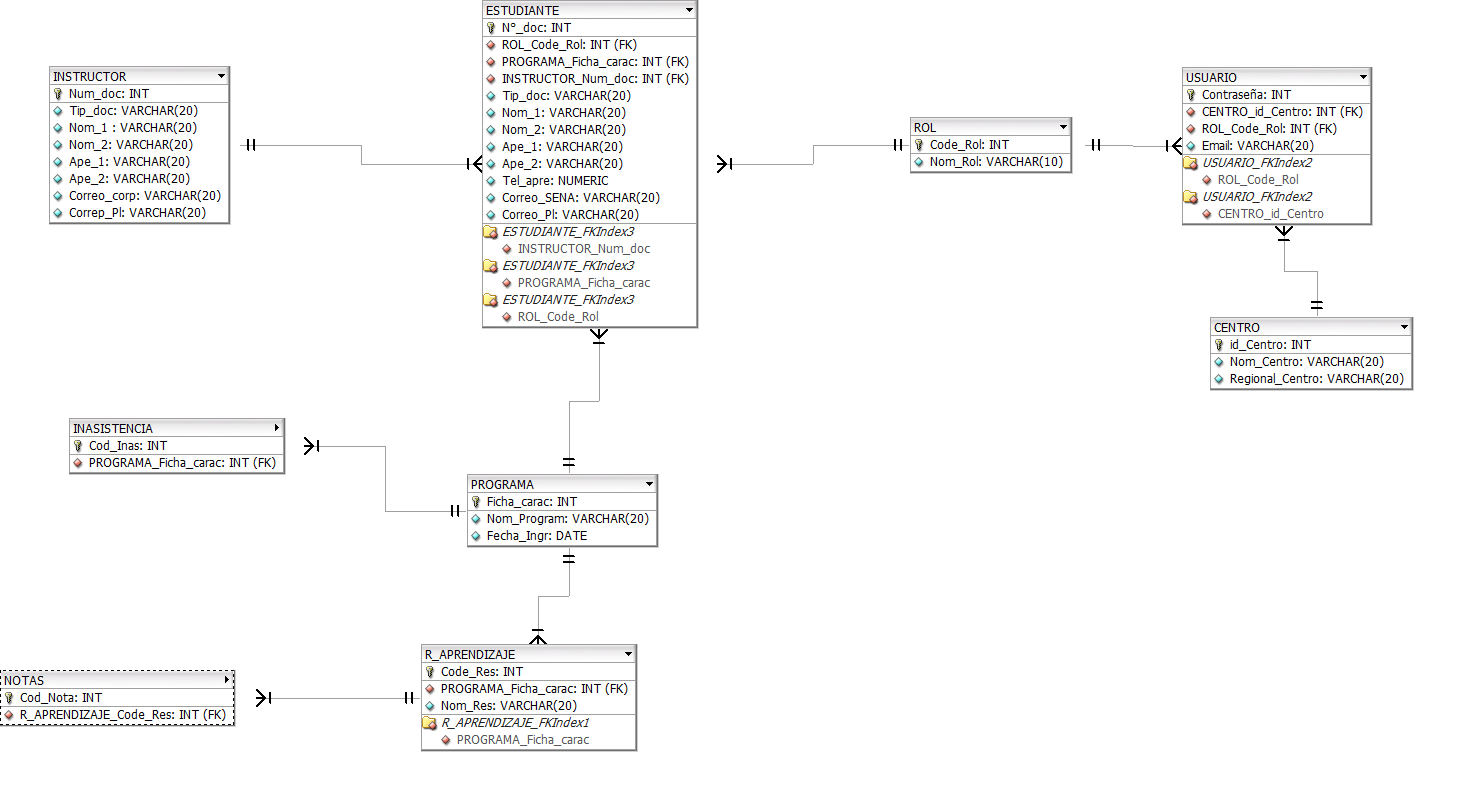 INSTRUCTOR
Num_doc: INT
Tip_doc: VARCHAR(20)
Nom_1 : VARCHAR(20)
Nom_2: VARCHAR(20)
Ape_1: VARCHAR(20)
Ape_2: VARCHAR(20)
Correo_corp: VARCHAR(20)
Correp_Pl: VARCHAR(20)
ESTUDIANTE
N°_doc: INT
ROL_Code_Rol: INT (FK)
PROGRAMA_Ficha_carac: INT (FK)
INSTRUCTOR_Num_doc: INT (FK)
Tip_doc: VARCHAR(20)
Nom_1: VARCHAR(20)
Nom_2: VARCHAR(20)
Ape_1: VARCHAR(20)
Ape_2: VARCHAR(20)
Tel_apre: NUMERIC
Correo_SENA: VARCHAR(20)
Correo_Pl: VARCHAR(20)
ESTUDIANTE_FKIndex3
INSTRUCTOR_Num_doc
ESTUDIANTE_FKIndex3
PROGRAMA_Ficha_carac
ESTUDIANTE_FKIndex3
ROL_Code_Rol
ROL
Code_Rol: INT
Nom_Rol: VARCHAR(10)
USUARIO
Contraseña: INT
CENTRO_id_Centro: INT (FK)
ROL_Code_Rol: INT (FK)
Email: VARCHAR(20)
USUARIO_FKIndex2
ROL_Code_Rol
USUARIO_FKIndex2
CENTRO_id_Centro
CENTRO
id_Centro: INT
Nom_Centro: VARCHAR(20)
Regional_Centro: VARCHAR(20)
INASISTENCIA
Cod_Inas: INT
PROGRAMA_Ficha_carac: INT (FK)
PROGRAMA
Ficha_carac: INT
Nom_Program: VARCHAR(20)
Fecha_Ingr: DATE
R_APRENDIZAJE
Code_Res: INT
PROGRAMA_Ficha_carac: INT (FK)
Nom_Res: VARCHAR(20)
R_APRENDIZAJE_FKIndex1
PROGRAMA_Ficha_carac
NOTAS
Cod_Nota: INT
R_APRENDIZAJE_Code_Res: INT (FK)